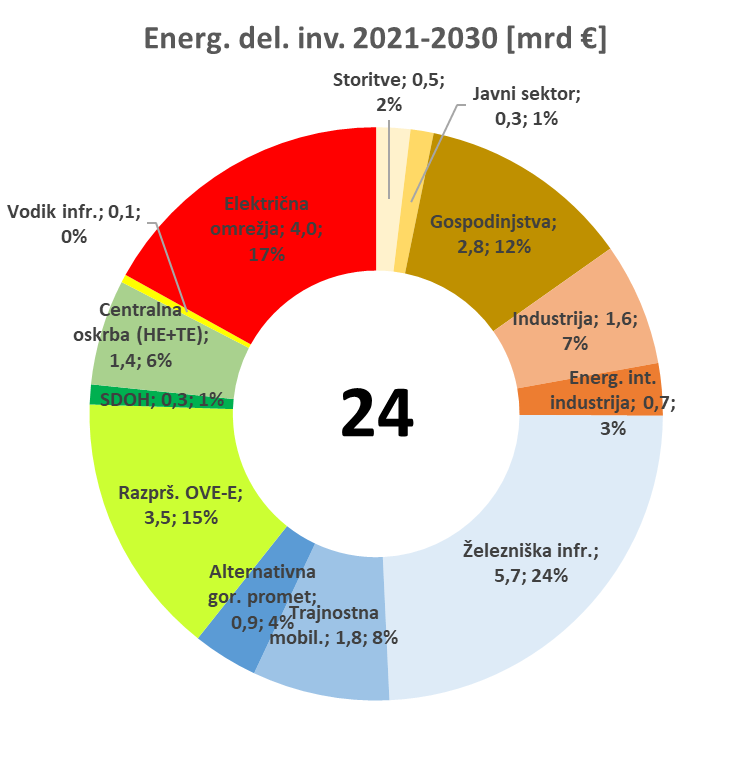 Energ. del. inv. 2021-2030 [mrd €]
Storitve; 0,5;
2%
Javni sektor;
0,3; 1%
Gospodinjstva;
2,8; 12%
Industrija; 1,6;
7%
Energ. int.
industrija; 0,7;
3%
Železniška infr.;
5,7; 24%
Trajnostna
mobil.; 1,8; 8%
Alternativna
gor. promet;
0,9; 4%
Razprš. OVE-E;
3,5; 15%
SDOH; 0,3; 1%
Centralna
oskrba (HE+TE);
1,4; 6%
Vodik infr.; 0,1;
0%
Električna
omrežja; 4,0;
17%
24